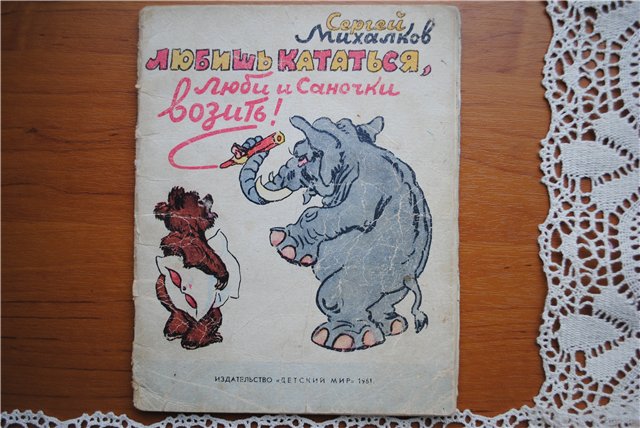 Сергей
Михалков
ЛЮБИШЬ КАТАТЬСЯ,
Люби и Саночки
возить!
ИЗДАТЕЛЬСТВО «ДЕТСКИЙ МИР» 1961